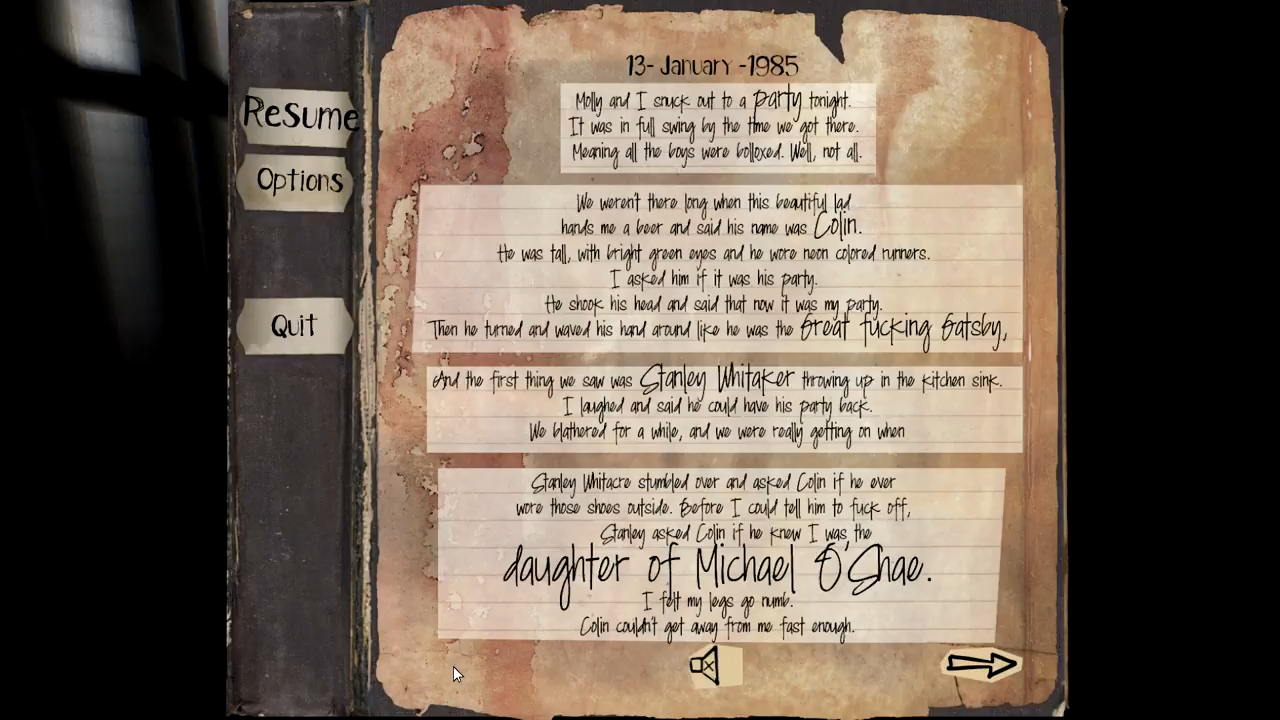 Resume
Options
Quit
13- January -1985
Molly and I snuck out to a party tonight.
It was in full swing by the time we got there.
Meaning all the boys were bolloxed. Well, not all.
We weren't there long when this beautiful lad
hands me a beer and said his name was Colin.
He was tall, with bright green eyes and he wore neon colored runners.
I asked him if it was his party.
He shook his head and said that now it was my party.
Then he turned and waved his hand around like he was the Great fucking Gatsby,
And the first thing we saw was Stanley Whitaker throwing up in the kitchen sink.
I laughed and said he could have his party back.
We blathered for a while, and we were really getting on when
Stanley Whitacre stumbled over and asked Colin if he ever
wore those shoes outside. Before I could tell him to fuck off,
Stanley asked Colin if he knew I was the
daughter of Michael O'Shae.
I felt my legs go numb.
Colin couldn't get away from me fast enough.